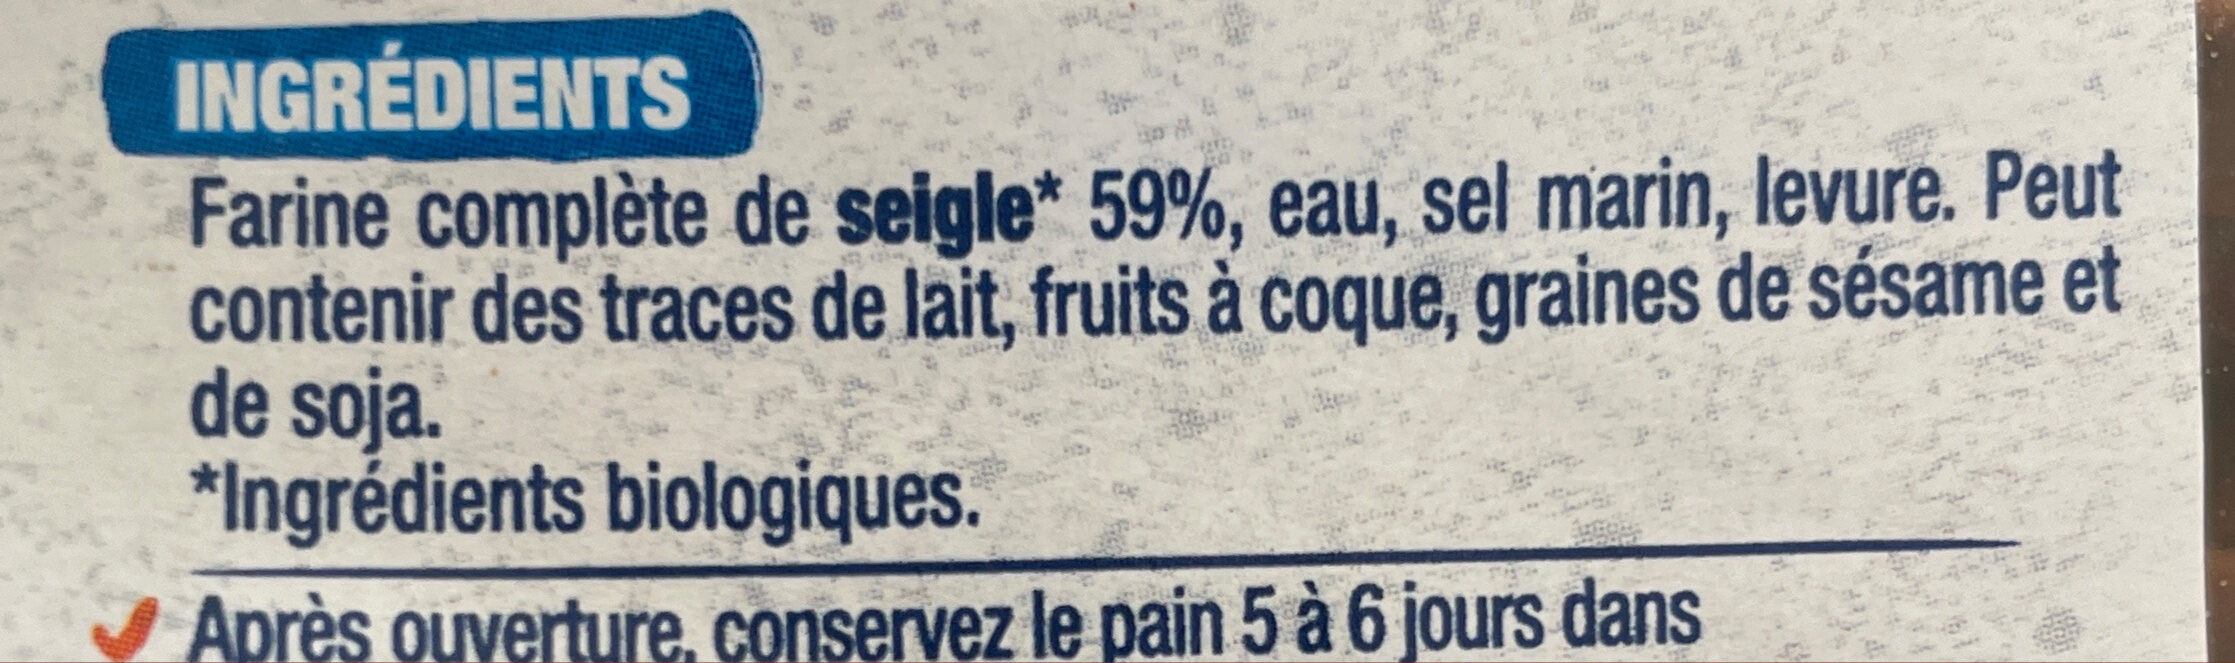 INGRÉDIENTS
Farine complète de seigle* 59%, eau, sel marin, levure. Peut
contenir des traces de lait, fruits à coque, graines de sésame et
de soja.
*Ingrédients biologiques.
Après ouverture, conservez le pain 5 à 6 jours dans